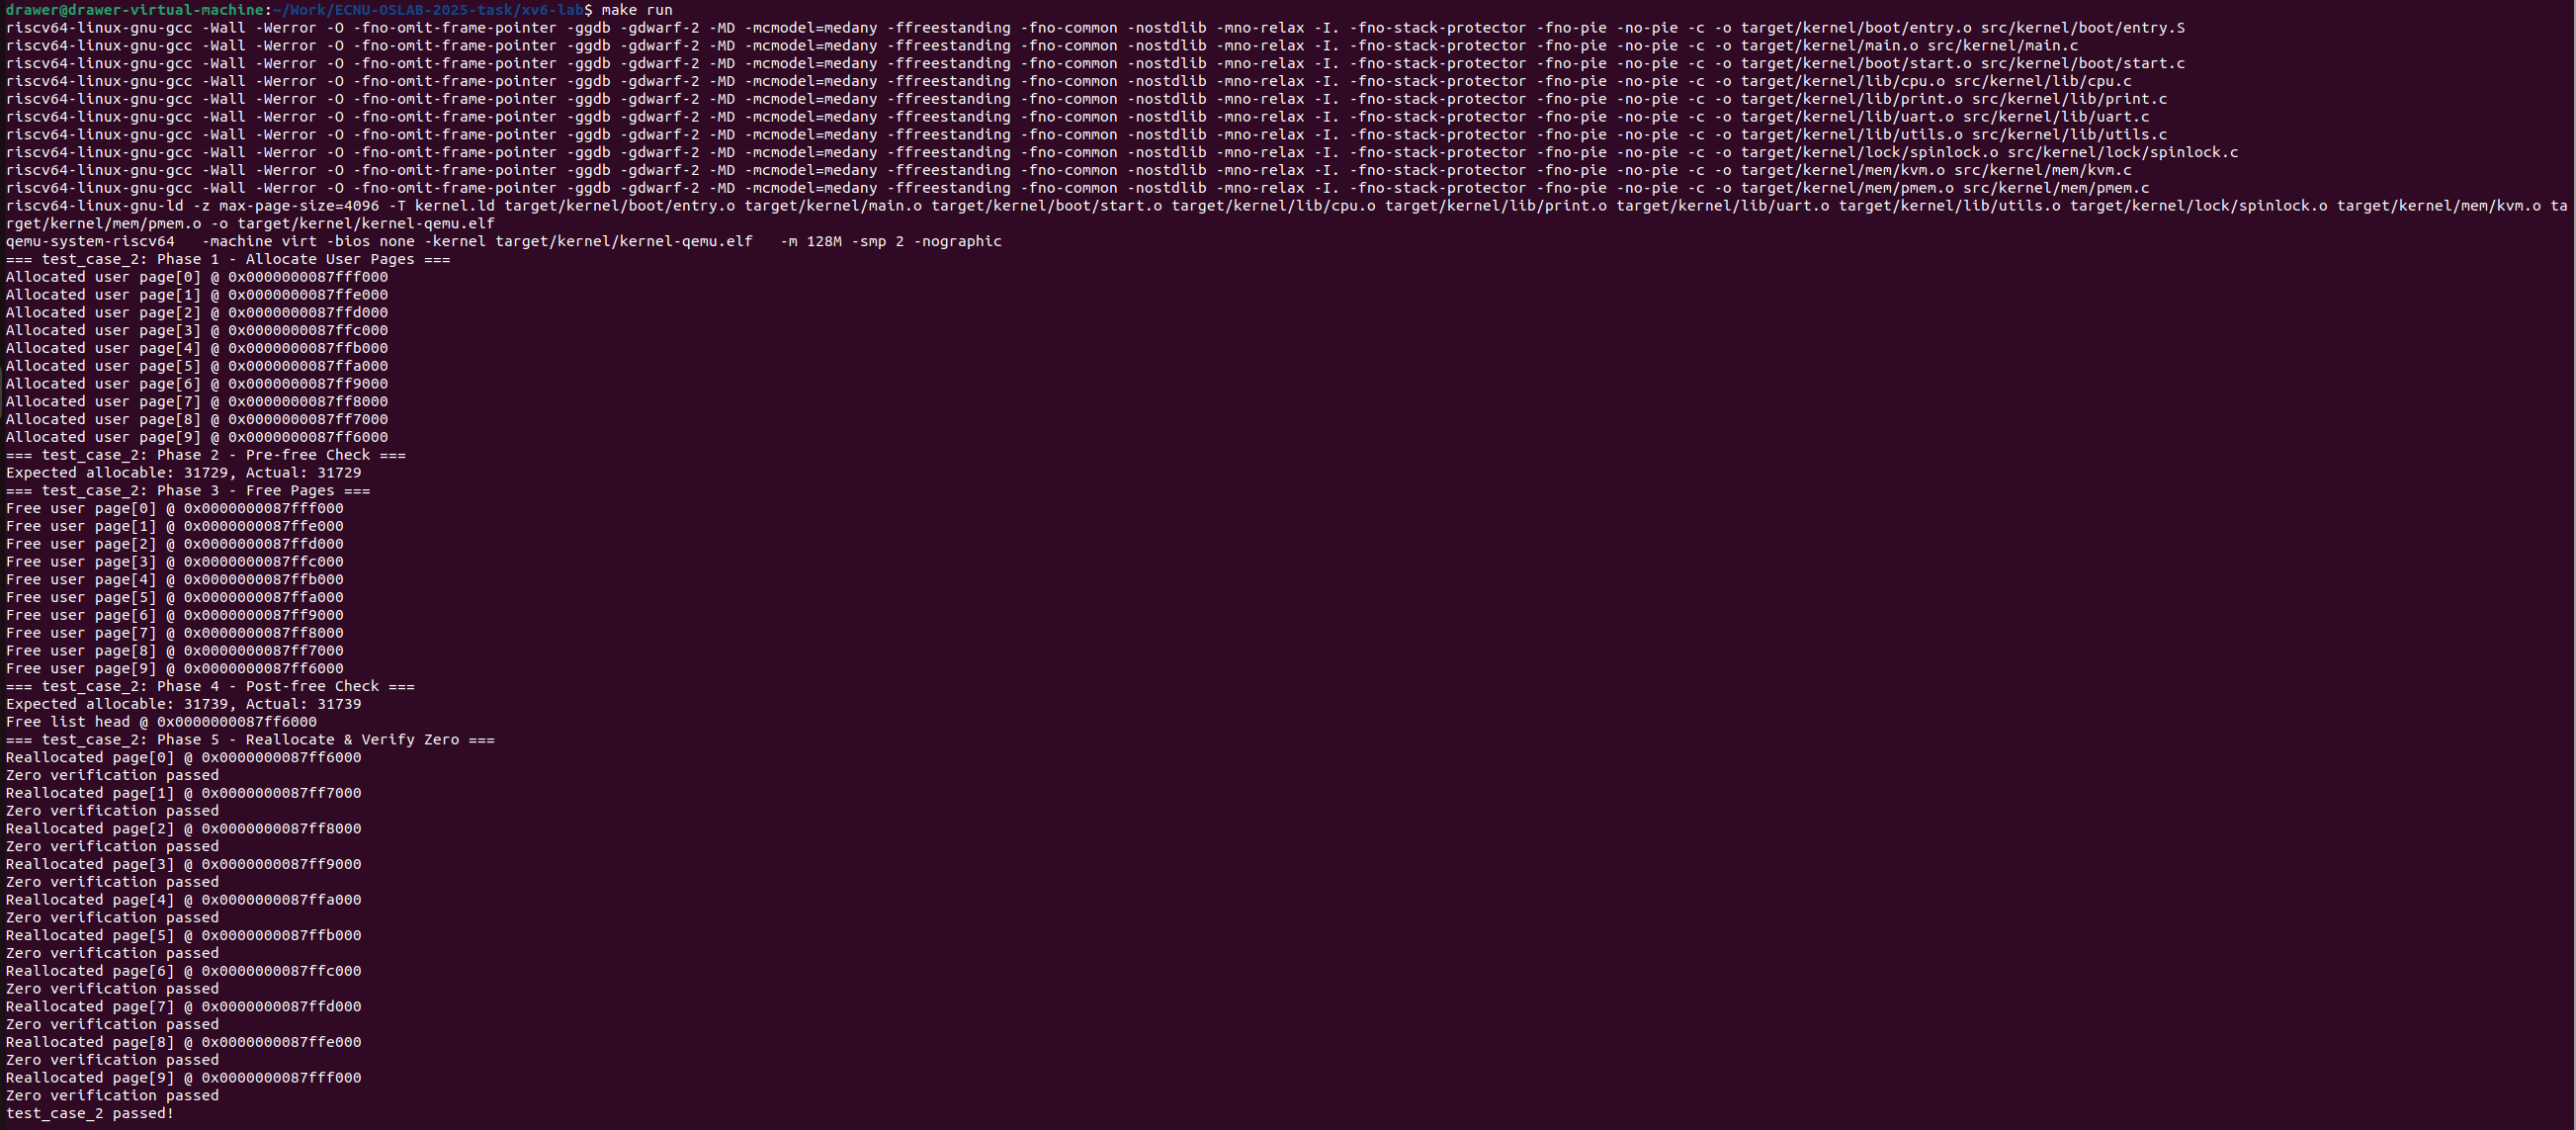 drawer@drawer-virtual-machine:~/Work/ECNU-OSLAB-2025-task/xv6-lab$ make run
riscv64-linux-gnu-gcc -Wall -Werror -O -fno-omit-frame-pointer -ggdb -gdwarf-2 -MD -mcmodel=medany -ffreestanding -fno-common -nostdlib -mno-relax -I. -fno-stack-protector -fno-pie -no-pie -c -o target/kernel/boot/entry.o src/kernel/boot/entry.S
riscv64-linux-gnu-gcc -Wall -Werror -O -fno-omit-frame-pointer -ggdb -gdwarf-2 -MD -mcmodel=medany -ffreestanding -fno-common -nostdlib -mno-relax -I. -fno-stack-protector -fno-pie -no-pie -c -o target/kernel/main.o src/kernel/main.c
riscv64-linux-gnu-gcc -Wall -Werror -O -fno-omit-frame-pointer -ggdb -gdwarf-2 -MD -mcmodel=medany -ffreestanding -fno-common -nostdlib -mno-relax -I. -fno-stack-protector -fno-pie -no-pie -c -o target/kernel/boot/start.o src/kernel/boot/start.c
riscv64-linux-gnu-gcc -Wall -Werror -O -fno-omit-frame-pointer -ggdb -gdwarf-2 -MD -mcmodel=medany -ffreestanding -fno-common -nostdlib -mno-relax -I. -fno-stack-protector -fno-pie -no-pie -c -o target/kernel/lib/cpu.o src/kernel/lib/cpu.c
riscv64-linux-gnu-gcc -Wall -Werror -O -fno-omit-frame-pointer -ggdb -gdwarf-2 -MD -mcmodel=medany -ffreestanding -fno-common -nostdlib -mno-relax -I. -fno-stack-protector -fno-pie -no-pie -c -o target/kernel/lib/print.o src/kernel/lib/print.c
riscv64-linux-gnu-gcc -Wall -Werror -O -fno-omit-frame-pointer -ggdb -gdwarf-2 -MD -mcmodel=medany -ffreestanding -fno-common -nostdlib -mno-relax -I. -fno-stack-protector -fno-pie -no-pie -c -o target/kernel/lib/uart.o src/kernel/lib/uart.c
riscv64-linux-gnu-gcc -Wall -Werror -O -fno-omit-frame-pointer -ggdb -gdwarf-2 -MD -mcmodel=medany -ffreestanding -fno-common -nostdlib -mno-relax -I. -fno-stack-protector -fno-pie -no-pie -c -o target/kernel/lib/utils.o src/kernel/lib/utils.c
riscv64-linux-gnu-gcc -Wall -Werror -O -fno-omit-frame-pointer -ggdb -gdwarf-2 -MD -mcmodel=medany -ffreestanding -fno-common -nostdlib -mno-relax -I. -fno-stack-protector -fno-pie -no-pie -c -o target/kernel/lock/spinlock.o src/kernel/lock/spinlock.c
riscv64-linux-gnu-gcc -Wall -Werror -O -fno-omit-frame-pointer -ggdb -gdwarf-2 -MD -mcmodel=medany -ffreestanding -fno-common -nostdlib -mno-relax -I. -fno-stack-protector -fno-pie -no-pie -c -o target/kernel/mem/kvm.o src/kernel/mem/kvm.c
riscv64-linux-gnu-gcc -Wall -Werror -O -fno-omit-frame-pointer -ggdb -gdwarf-2 -MD -mcmodel=medany -ffreestanding -fno-common -nostdlib -mno-relax -I. -fno-stack-protector -fno-pie -no-pie -c -o target/kernel/mem/pmem.o src/kernel/mem/pmem.c
riscv64-linux-gnu-ld -z max-page-size=4096 -T kernel.ld target/kernel/boot/entry.o target/kernel/main.o target/kernel/boot/start.o target/kernel/lib/cpu.o target/kernel/lib/print.o target/kernel/lib/uart.o target/kernel/lib/utils.o target/kernel/lock/spinlock.o target/kernel/mem/kvm.o ta
rget/kernel/mem/pmem.o -o target/kernel/kernel-qemu.elf
qemu-system-riscv64   -machine virt -bios none -kernel target/kernel/kernel-qemu.elf   -m 128M -smp 2 -nographic
=== test_case_2: Phase 1 - Allocate User Pages ===
Allocated user page[0] @ 0x0000000087fff000
Allocated user page[1] @ 0x0000000087ffe000
Allocated user page[2] @ 0x0000000087ffd000
Allocated user page[3] @ 0x0000000087ffc000
Allocated user page[4] @ 0x0000000087ffb000
Allocated user page[5] @ 0x0000000087ffa000
Allocated user page[6] @ 0x0000000087ff9000
Allocated user page[7] @ 0x0000000087ff8000
Allocated user page[8] @ 0x0000000087ff7000
Allocated user page[9] @ 0x0000000087ff6000
=== test_case_2: Phase 2 - Pre-free Check ===
Expected allocable: 31729, Actual: 31729
=== test_case_2: Phase 3 - Free Pages ===
Free user page[0] @ 0x0000000087fff000
Free user page[1] @ 0x0000000087ffe000
Free user page[2] @ 0x0000000087ffd000
Free user page[3] @ 0x0000000087ffc000
Free user page[4] @ 0x0000000087ffb000
Free user page[5] @ 0x0000000087ffa000
Free user page[6] @ 0x0000000087ff9000
Free user page[7] @ 0x0000000087ff8000
Free user page[8] @ 0x0000000087ff7000
Free user page[9] @ 0x0000000087ff6000
=== test_case_2: Phase 4 - Post-free Check ===
Expected allocable: 31739, Actual: 31739
Free list head @ 0x0000000087ff6000
=== test_case_2: Phase 5 - Reallocate & Verify Zero ===
Reallocated page[0] @ 0x0000000087ff6000
Zero verification passed
Reallocated page[1] @ 0x0000000087ff7000
Zero verification passed
Reallocated page[2] @ 0x0000000087ff8000
Zero verification passed
Reallocated page[3] @ 0x0000000087ff9000
Zero verification passed
Reallocated page[4] @ 0x0000000087ffa000
Zero verification passed
Reallocated page[5] @ 0x0000000087ffb000
Zero verification passed
Reallocated page[6] @ 0x0000000087ffc000
Zero verification passed
Reallocated page[7] @ 0x0000000087ffd000
Zero verification passed
Reallocated page[8] @ 0x0000000087ffe000
Zero verification passed
Reallocated page[9] @ 0x0000000087fff000
Zero verification passed
test_case_2 passed!